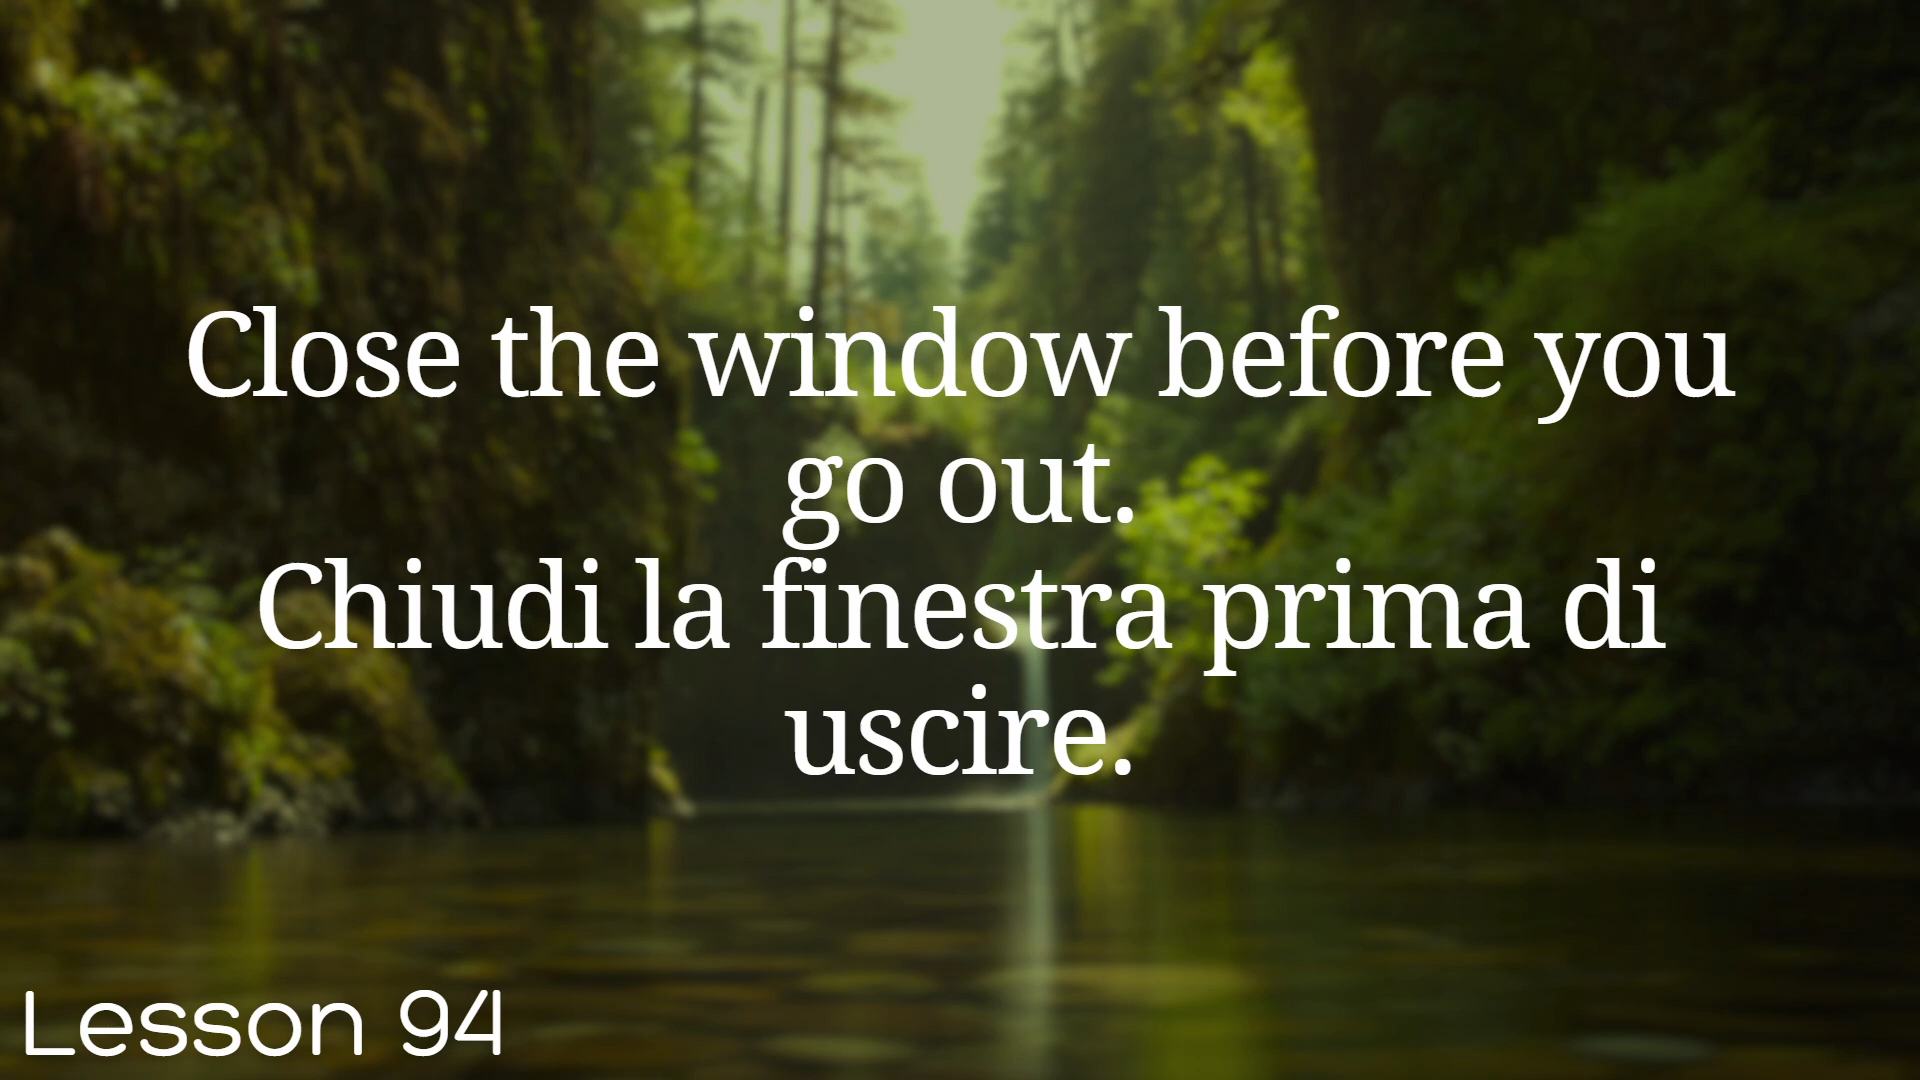 Close the window before you
go out.
Chiudi la finestra prima di
uscire.
Lesson 94